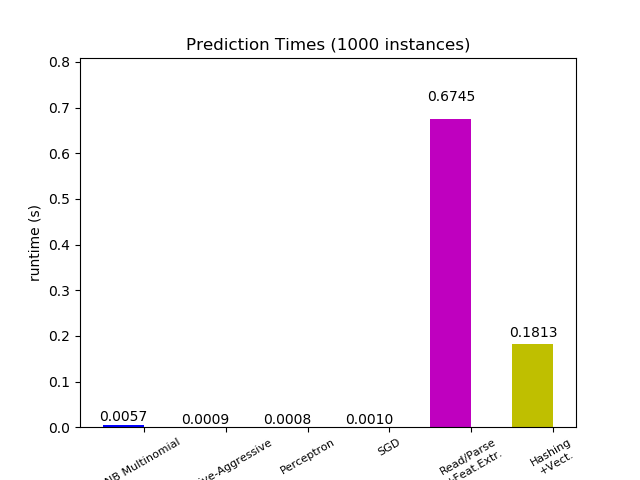 Prediction Times (1000 instances)
0.8
0.7
0.6
0.5
0.4
0.3
0.2
0.1
0.0
runtime (s)
0.0057
0.0009
0.0008
0.0010
0.6745
0.1813
NB Multinomial
ve-Aggressive
Perceptron
SGD
Read/Parse
Feat.Extr.
Hashing
+Vect.